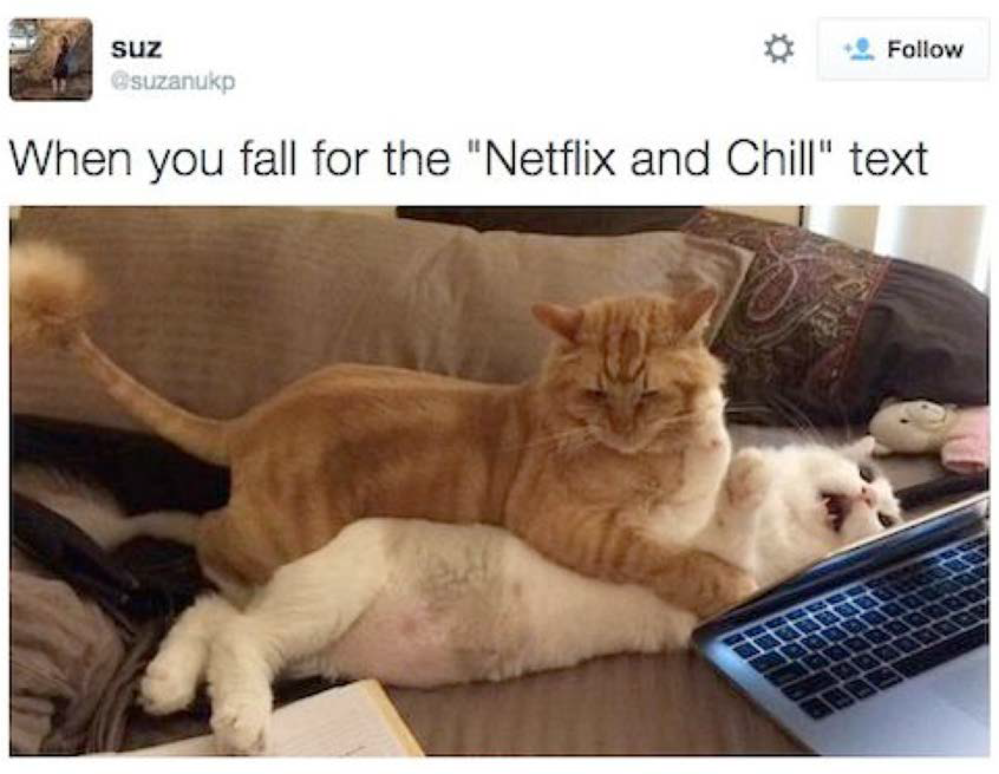 suz
@suzanukp
Follow
When you fall for the "Netflix and Chill" text